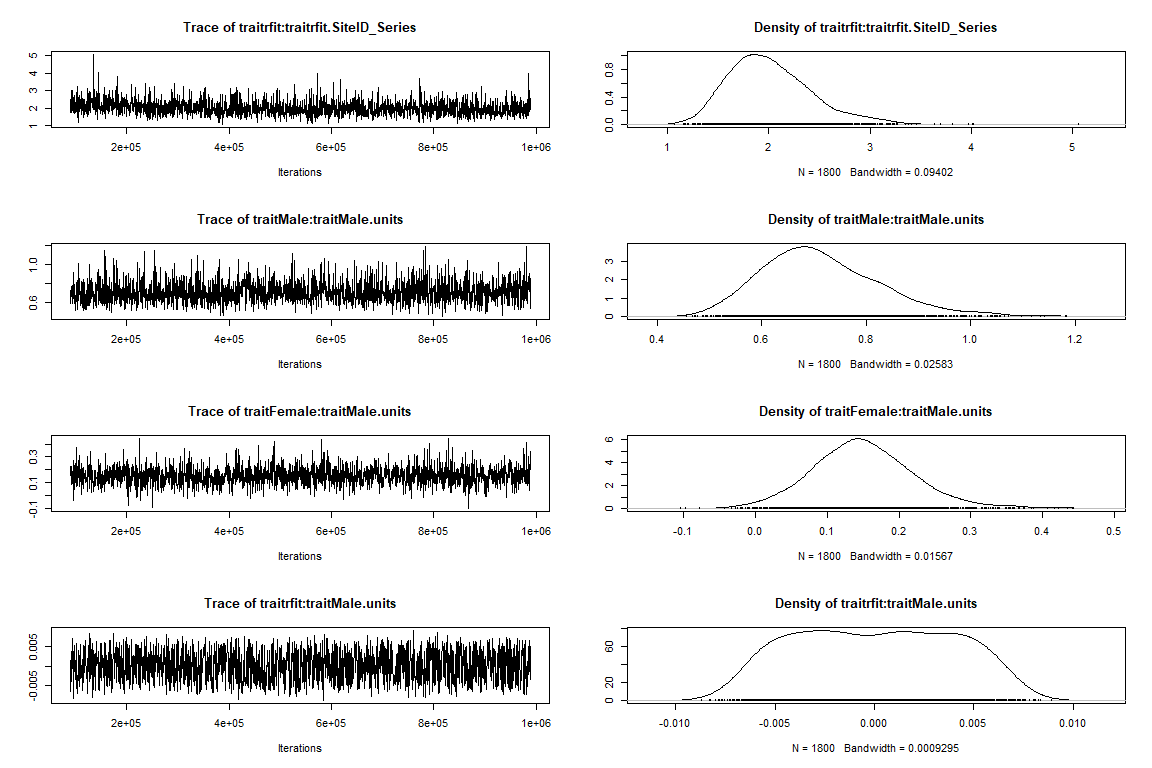 Trace of traitrfit:traitrfit.SiteID_Series
5
4
3
2
1
2e+05 4e+05 6e+05 8e+05 1e+06
Iterations
Density of traitrfit:traitrfit.SiteID_Series
0.8
0.4
0.0
1 2 3 4 5
N = 1800 Bandwidth = 0.09402
Trace of traitMale:traitMale.units
1.0
0.6
2e+05 4e+05 6e+05 8e+05 1e+06
Iterations
Density of traitMale:traitMale.units
3
2
1
0
0.4 0.6 0.8 1.0 1.2
N = 1800 Bandwidth = 0.02583
Trace of traitFemale:traitMale.units
0.3
0.1
-0.1
2e+05 4e+05 6e+05 8e+05 1e+06
Iterations
Density of traitFemale:traitMale.units
6
4
2
0
-0.1 0.0 0.1 0.2 0.3 0.4 0.5
N = 1800 Bandwidth = 0.01567
Trace of traitrfit:traitMale.units
0.005
-0.005
2e+05 4e+05 6e+05 8e+05 1e+06
Iterations
Density of traitrfit:traitMale.units
60
20
0
-0.010 -0.005 0.000 0.005 0.010
N = 1800 Bandwidth = 0.0009295